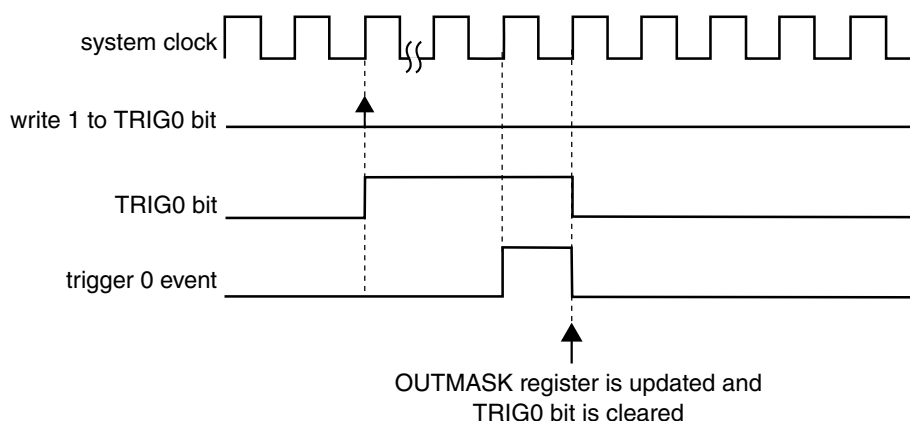 system clock
write 1 to TRIG0 bit
TRIG0 bit
trigger 0 event
OUTMASK register is updated and
TRIG0 bit is cleared